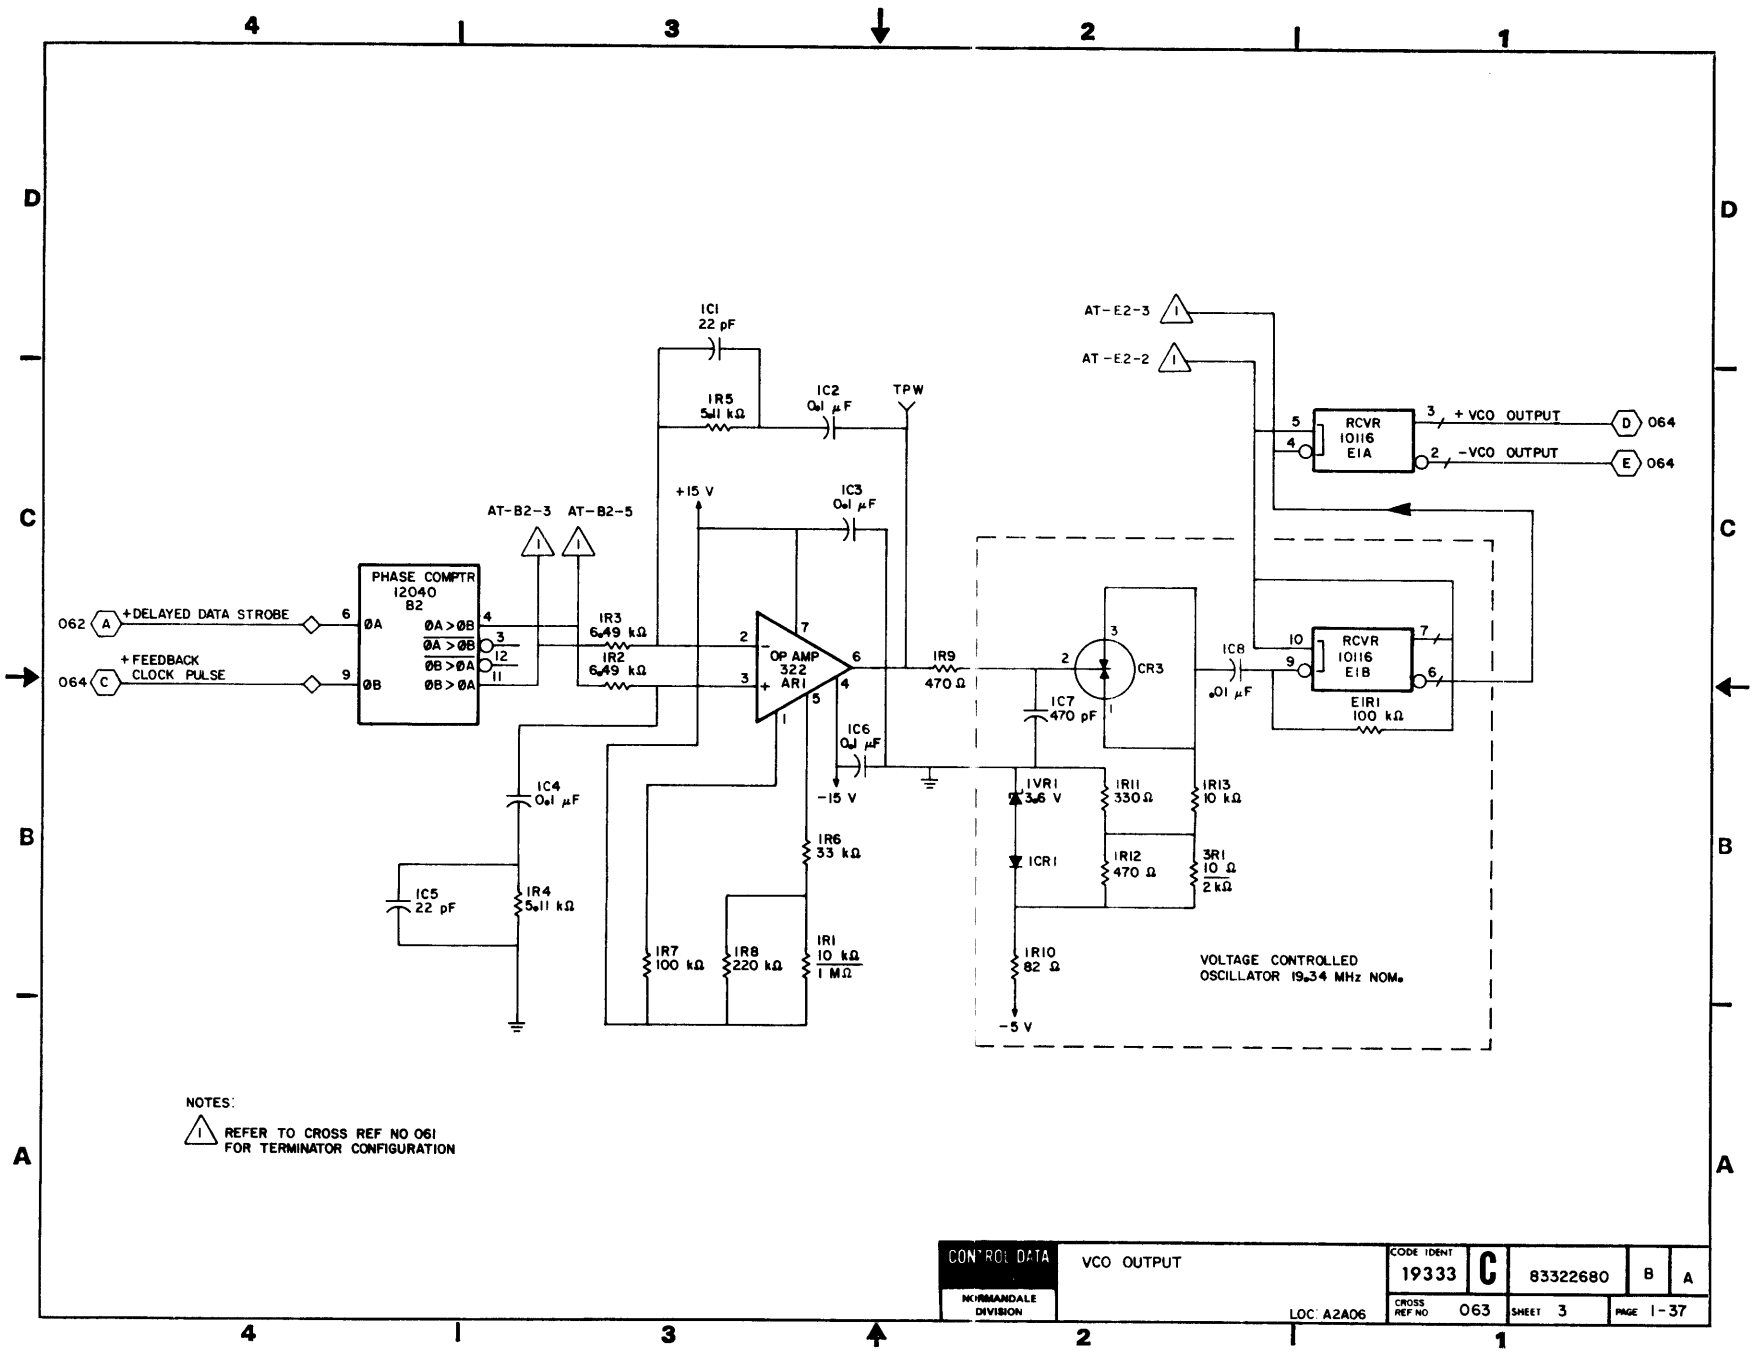 4 3 2 1
D
D
1C1
22 pF
1R5
5.11 kΩ
1C2
0.1 µF
TPW
AT-E2-3
1
AT-E2-2
1
5
4
RCVR
10116
E1A
3
+ VCO OUTPUT
D
064
2
-VCO OUTPUT
E
064
C
C
+15 V
1C3
0.1 µF
AT-B2-3
AT-B2-5
1
1
PHASE COMPTR
12040
B2
062
A
+DELAYED DATA STROBE
6
ØA
ØA>ØB
4
ØA>ØB
3
ØB>ØA
12
064
C
+FEEDBACK
CLOCK PULSE
9
ØB
ØB>ØA
11
1R3
6.49 kΩ
1R2
6.49 kΩ
2
-
3
+
7
OP AMP
322
AR1
6
4
5
1
1R9
470 Ω
2
3
1
CR3
1C7
470 pF
1C8
.01 µF
10
9
RCVR
10116
E1B
7
6
E1R1
100 kΩ
1C6
0.1 µF
-15 V
B
B
1C4
0.1 µF
1C5
22 pF
1R4
5.11 kΩ
1R6
33 kΩ
1R7
100 kΩ
1R8
220 kΩ
1R1
10 kΩ
1 MΩ
1VR1
3.6 V
1CR1
1R11
330 Ω
1R12
470 Ω
1R13
10 kΩ
3R1
10 Ω
2 kΩ
1R10
82 Ω
-5 V
VOLTAGE CONTROLLED
OSCILLATOR 19.34 MHz NOM.
A
A
NOTES:
1
REFER TO CROSS REF NO 061
FOR TERMINATOR CONFIGURATION
CONTROL DATA
NORMANDALE
DIVISION
VCO OUTPUT
LOC: A2A06
CODE IDENT
19333
C
83322680
B
A
CROSS
REF NO
063
SHEET 3
PAGE 1-37
4 3 2 1